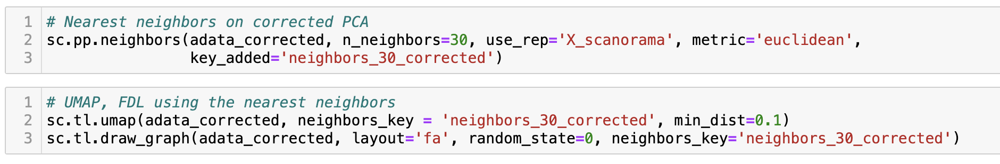 1 # Nearest neighbors on corrected PCA
2 sc.pp.neighbors(adata_corrected, n_neighbors=30, use_rep='X_scanorama', metric='euclidean',
3                 key_added='neighbors_30_corrected')
1 # UMAP, FDL using the nearest neighbors
2 sc.tl.umap(adata_corrected, neighbors_key = 'neighbors_30_corrected', min_dist=0.1)
3 sc.tl.draw_graph(adata_corrected, layout='fa', random_state=0, neighbors_key='neighbors_30_corrected')